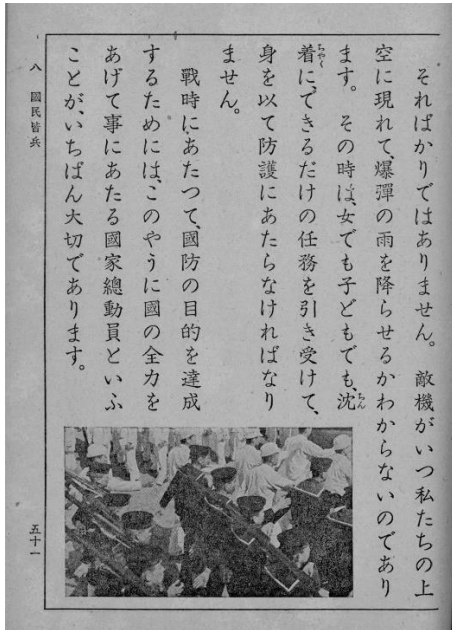 そればかりではありません。 敵機がいつ私たちの上
空に現れて、爆彈の雨を降らせるかわからないのであり
ます。 その時は、女でも子どもでも、沈
着に、できるだけの任務を引き受けて、
身を以て防護にあたらなければなり
ません。
戰時にあたつて、國防の目的を達成
するためには、このやうに國の全力を
あげて事にあたる國家總動員といふ
ことが、いちばん大切であります。
八 國民皆兵
五十一
ちん
ちやく